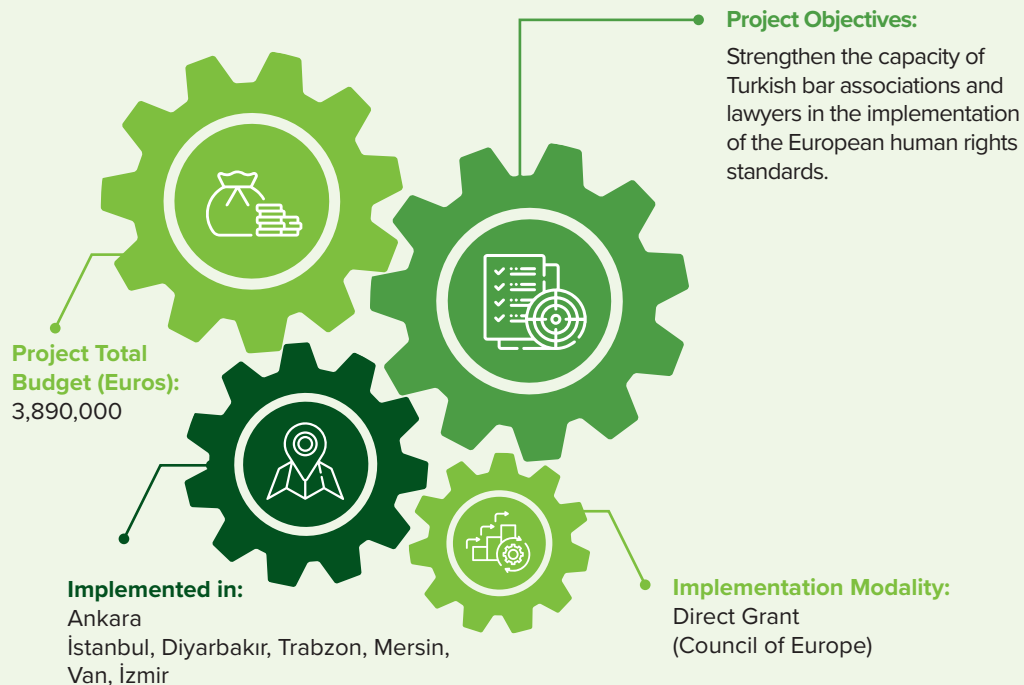 Project Objectives:
Strengthen the capacity of
Turkish bar associations and
lawyers in the implementation
of the European human rights
standards.
Project Total
Budget (Euros):
3,890,000
Implemented in:
Ankara
İstanbul, Diyarbakır, Trabzon, Mersin,
Van, İzmir
Implementation Modality:
Direct Grant
(Council of Europe)